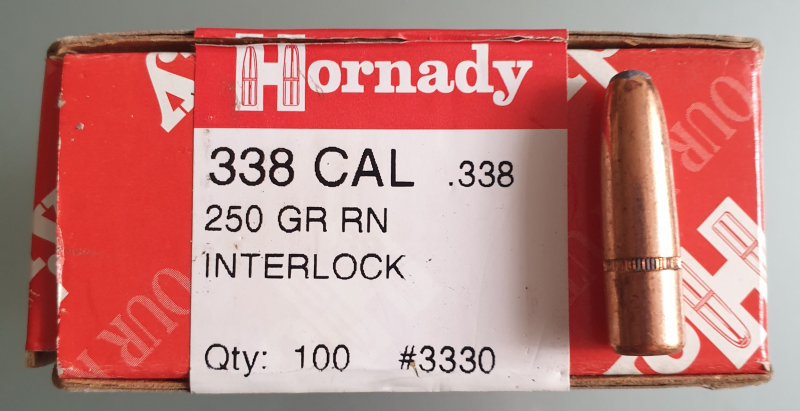 Hornady
338 CAL .338
250 GR RN
INTERLOCK
Qty: 100 #3330